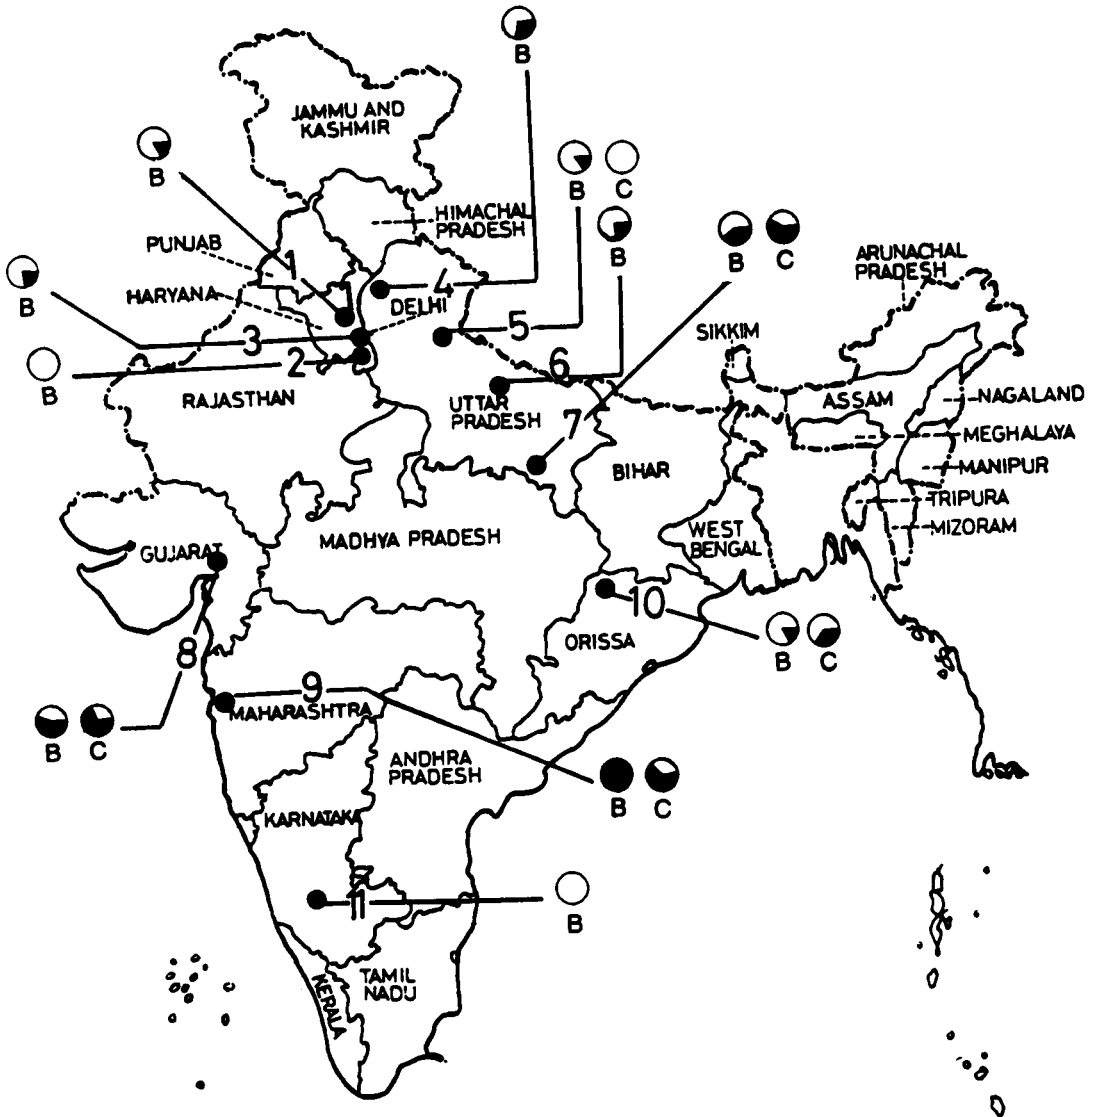 B
JAMMU AND
KASHMIR
B
B C
HIMACHAL
PRADESH
B
PUNJAB
B C
ARUNACHAL
PRADESH
1
B
HARYANA
4
DELHI
5
SIKKIM
3
2
6
B
RAJASTHAN
UTTAR
PRADESH
ASSAM
NAGALAND
7
MEGHALAYA
BIHAR
MANIPUR
TRIPURA
MIZORAM
MADHYA PRADESH
WEST
BENGAL
GUJARAT
10
ORISSA
B C
8
9
MAHARASHTRA
B C
ANDHRA
PRADESH
B C
KARNATAKA
11
B
TAMIL
NADU
KERALA